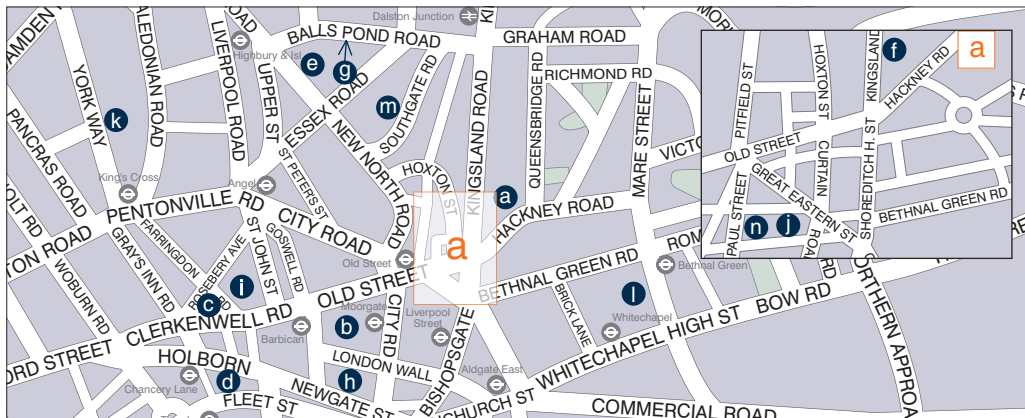 CAMDEN
YORK WAY
CALEDONIAN ROAD
LIVERPOOL ROAD
ROAD
UPPER ST
Highbury & Isl
BALLS POND ROAD
Dalston Junction
GRAHAM ROAD
RICHMOND RD
QUEENSBRIDGE RD
MARE STREET
KINGSLAND ROAD
SOUTHGATE RD
ESSEX ROAD
NEW NORTH ROAD
HOXTON ST
ST PETERS ST
PANCRAS ROAD
King's Cross
Angel
PENTONVILLE RD
CITY ROAD
HACKNEY ROAD
GRAYS INN RD
FARRINGDON RD
ROSEBERY AVE
ST JOHN ST
GOSWELL RD
WOBURN RD
Old Street
OLD STREET
BETHNAL GREEN RD
Bethnal Green
BRICK LANE
Whitechapel
WHITECHAPEL HIGH ST
BOW RD
CLERKENWELL RD
Barbican
Moorgate
Liverpool
Street
CITY RD
BISHOPSGATE
LONDON WALL
Aldgate East
HOLBORN
Chancery Lane
NEWGATE ST
FLEET ST
COMMERCIAL ROAD
e
g
m
k
a
a
i
c
b
l
d
h
PITFIELD ST
HOXTON ST
KINGSLAND
HACKNEY RD
f
a
OLD STREET
CURTAIN ROAD
GREAT EASTERN ST
SHOREDITCH H. ST
BETHNAL GREEN RD
PAUL STREET
n
j